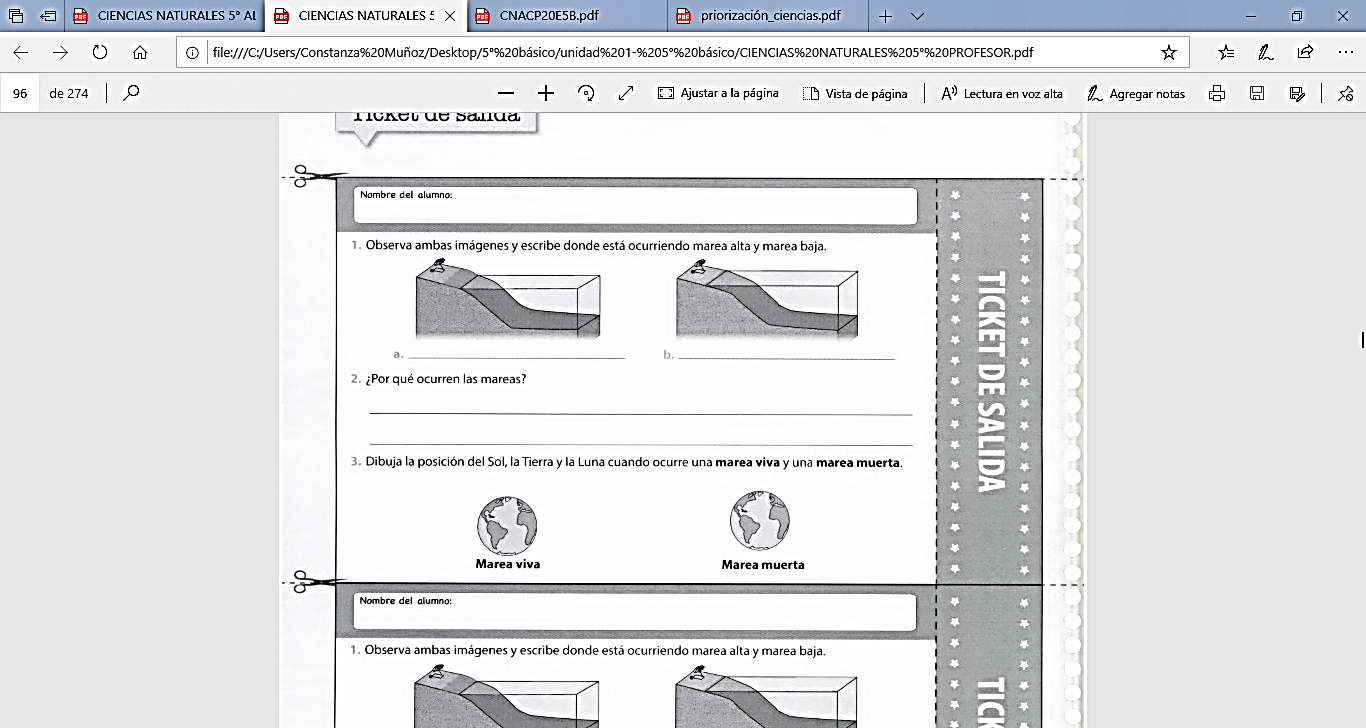 CIENCIAS NATURALES 5° AL
CIENCIAS NATURALES 5
CNACP20E5B.pdf
priorización_ciencias.pdf
file:///C:/Users/Constanza%20Muñoz/Desktop/5°%20básico/unidad%201-%205°%20básico/CIENCIAS%20NATURALES%205°%20PROFESOR.pdf
96 de 274
Ajustar a la página
Vista de página
Lectura en voz alta
Agregar notas
Ticket de salida
Nombre del alumno:
1. Observa ambas imágenes y escribe donde está ocurriendo marea alta y marea baja.
a. b.
2. ¿Por qué ocurren las mareas?
3. Dibuja la posición del Sol, la Tierra y la Luna cuando ocurre una marea viva y una marea muerta.
Marea viva
Marea muerta
TICKET DE SALIDA
Nombre del alumno:
1. Observa ambas imágenes y escribe donde está ocurriendo marea alta y marea baja.
TICK